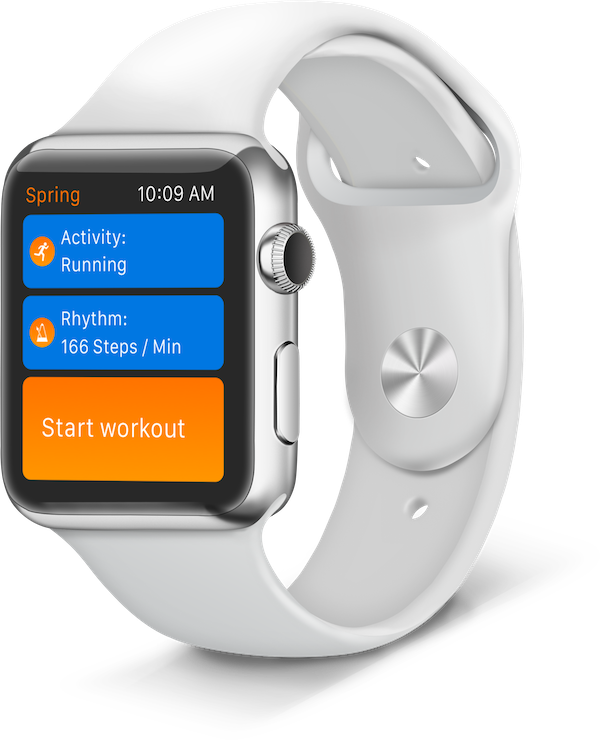 Spring 10:09 AM
Activity:
Running
Rhythm:
166 Steps / Min
Start workout